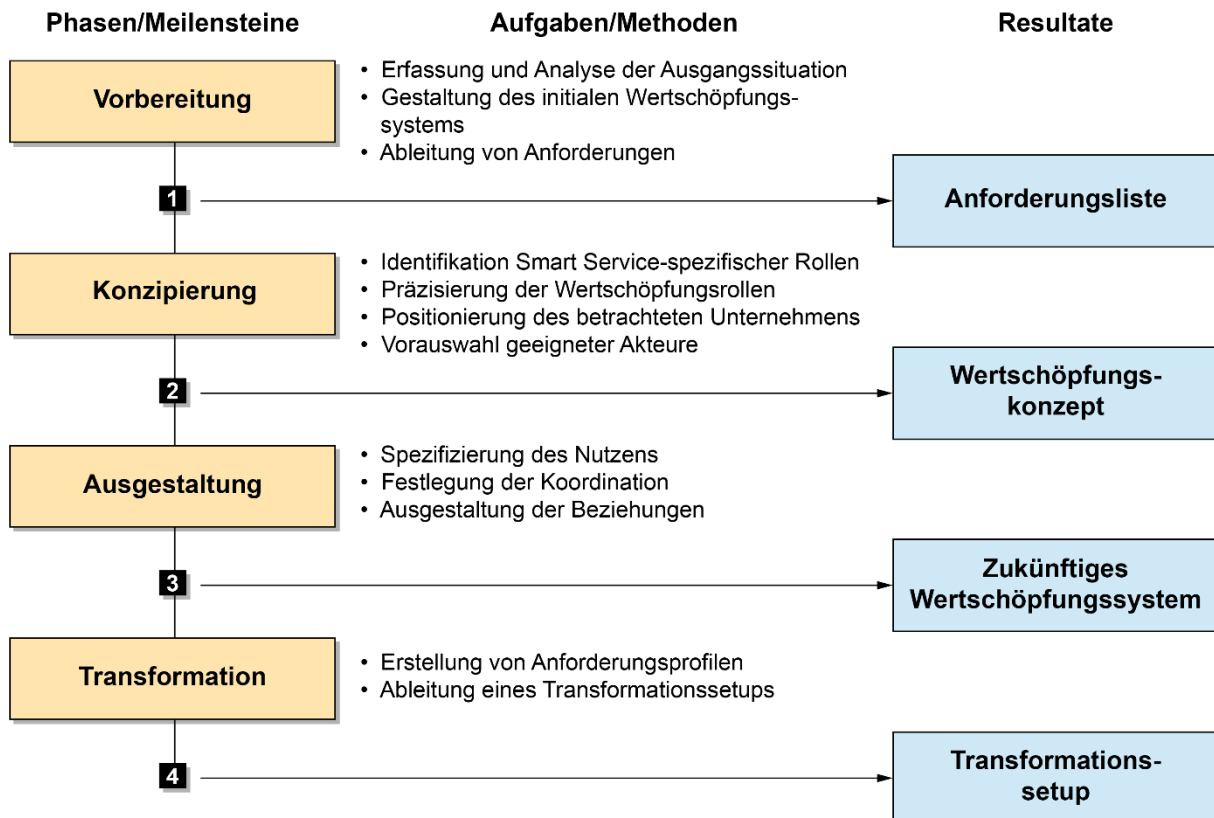 Phasen/Meilensteine
Aufgaben/Methoden
Resultate
Vorbereitung
• Erfassung und Analyse der Ausgangssituation
• Gestaltung des initialen Wertschöpfungs-
systems
• Ableitung von Anforderungen
1
Anforderungsliste
Konzipierung
• Identifikation Smart Service-spezifischer Rollen
• Präzisierung der Wertschöpfungsrollen
• Positionierung des betrachteten Unternehmens
• Vorauswahl geeigneter Akteure
2
Wertschöpfungs-
konzept
Ausgestaltung
• Spezifizierung des Nutzens
• Festlegung der Koordination
• Ausgestaltung der Beziehungen
3
Zukünftiges
Wertschöpfungssystem
Transformation
• Erstellung von Anforderungsprofilen
• Ableitung eines Transformationssetups
4
Transformations-
setup